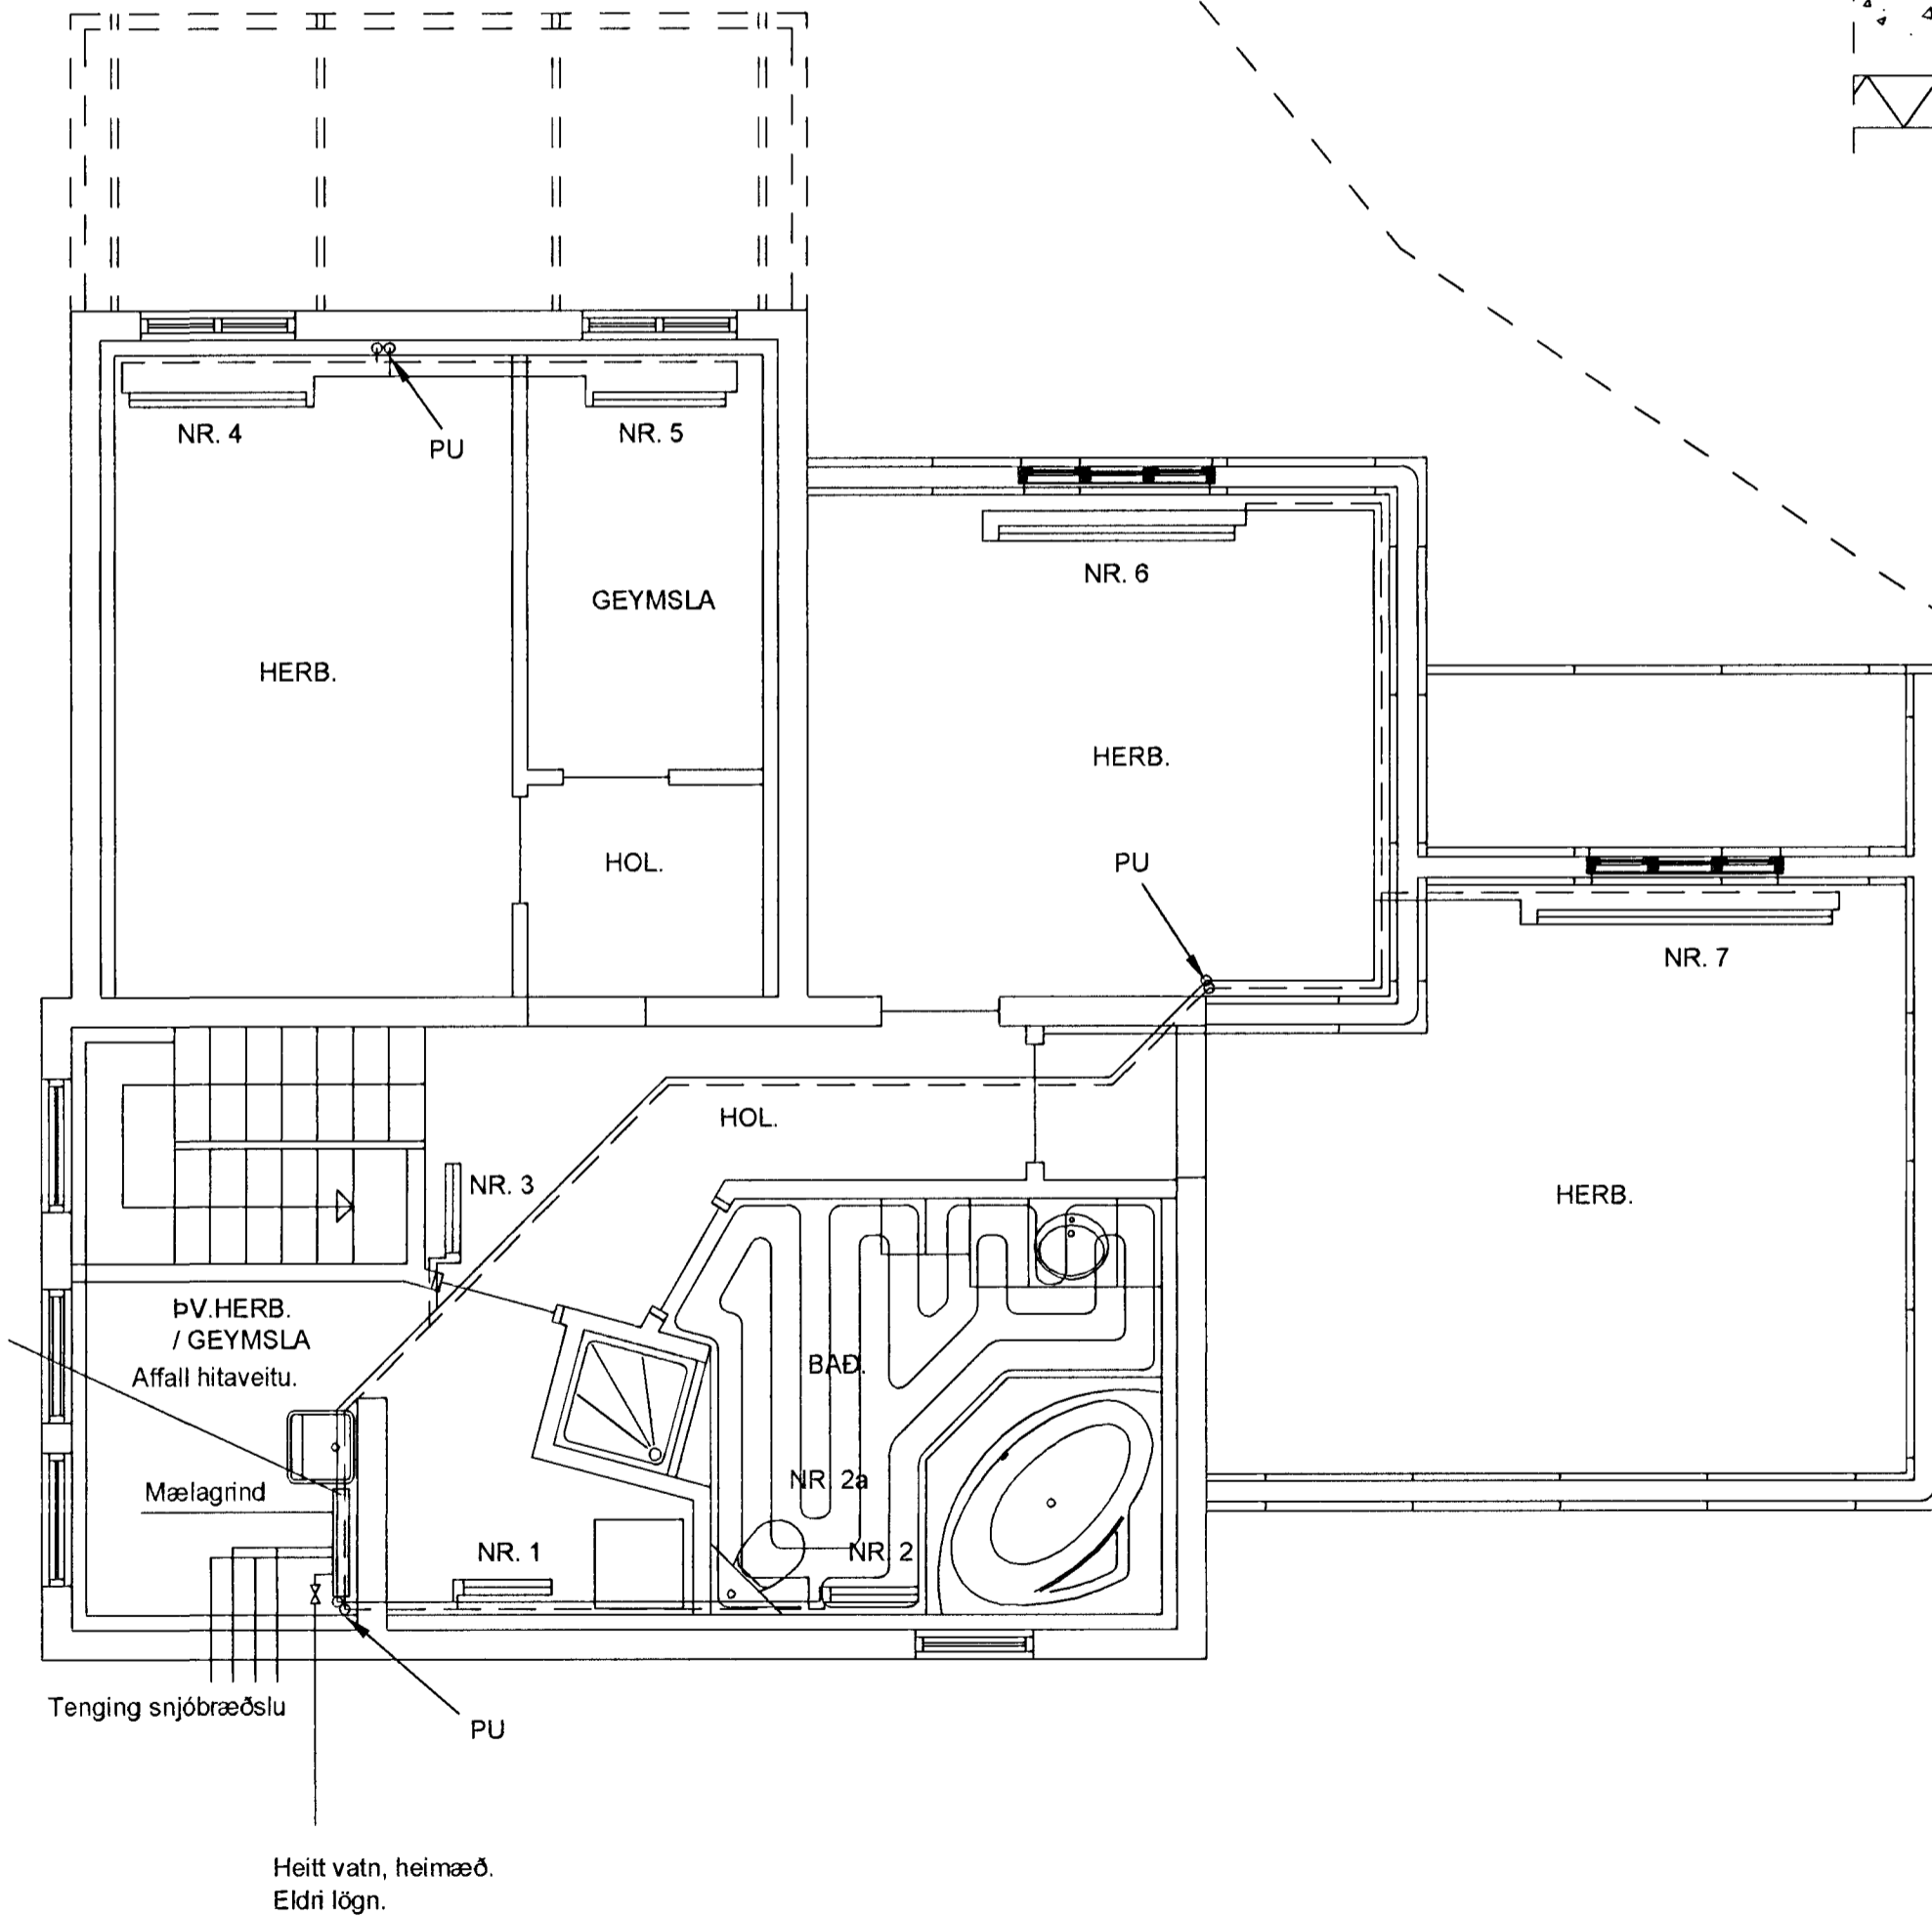 NR. 4
PU
NR. 5
NR. 6
GEYMSLA
HERB.
HERB.
HOL.
PU
NR. 7
HOL.
NR. 3
HERB.
ÞV.HERB.
/ GEYMSLA
Affall hitaveitu.
BAÐ.
Mælagrind
NR. 2a
NR. 1
NR. 2
Tenging snjóbræðslu
PU
Heitt vatn, heimæð.
Eldri lögn.